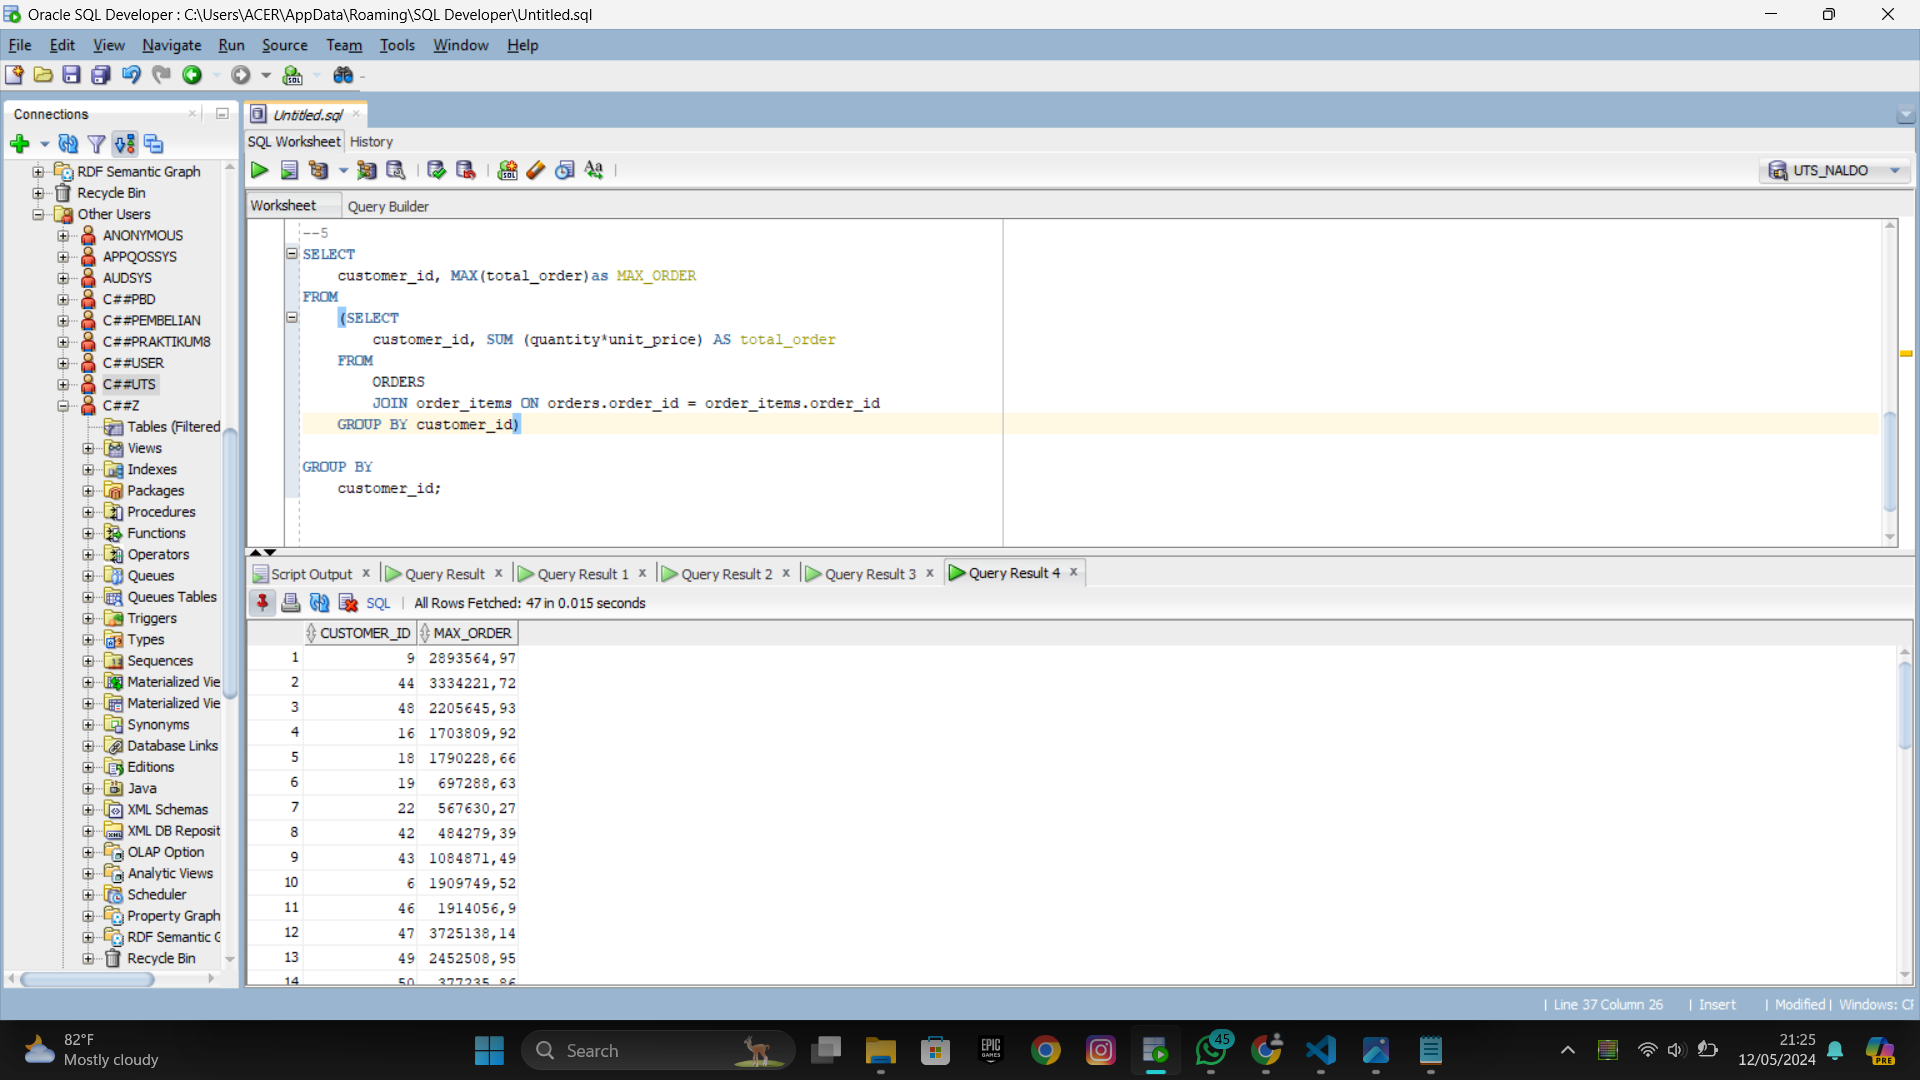 Oracle SQL Developer : C:\Users\ACER\AppData\Roaming\SQL Developer\Untitled.sql
File Edit View Navigate Run Source Team Tools Window Help
Connections
RDF Semantic Graph
Recycle Bin
Other Users
ANONYMOUS
APPQOSSYS
AUDSYS
C##PBD
C##PEMBELIAN
C##PRAKTIKUM8
C##USER
C##UTS
C##Z
Tables (Filtered
Views
Indexes
Packages
Procedures
Functions
Operators
Queues
Queues Tables
Triggers
Types
Sequences
Materialized Vie
Materialized Vie
Synonyms
Database Links
Editions
Java
XML Schemas
XML DB Reposit
OLAP Option
Analytic Views
Scheduler
Property Graph
RDF Semantic G
Recycle Bin
Untitled.sql
SQL Worksheet History
UTS_NALDO
Worksheet Query Builder
--5
SELECT
customer_id, MAX(total_order)as MAX_ORDER
FROM
(SELECT
customer_id, SUM (quantity*unit_price) AS total_order
FROM
ORDERS
JOIN order_items ON orders.order_id = order_items.order_id
GROUP BY customer_id)
GROUP BY
customer_id;
Script Output Query Result Query Result 1 Query Result 2 Query Result 3 Query Result 4
SQL All Rows Fetched: 47 in 0.015 seconds
CUSTOMER_ID MAX_ORDER
1 9 2893564,97
2 44 3334221,72
3 48 2205645,93
4 16 1703809,92
5 18 1790228,66
6 19 697288,63
7 22 567630,27
8 42 484279,39
9 43 1084871,49
10 6 1909749,52
11 46 1914056,9
12 47 3725138,14
13 49 2452508,95
14 50 377235,86
Line 37 Column 26 Insert Modified Windows: CF
82°F
Mostly cloudy
Search
EPIC GAMES
45
21:25
12/05/2024
PRE